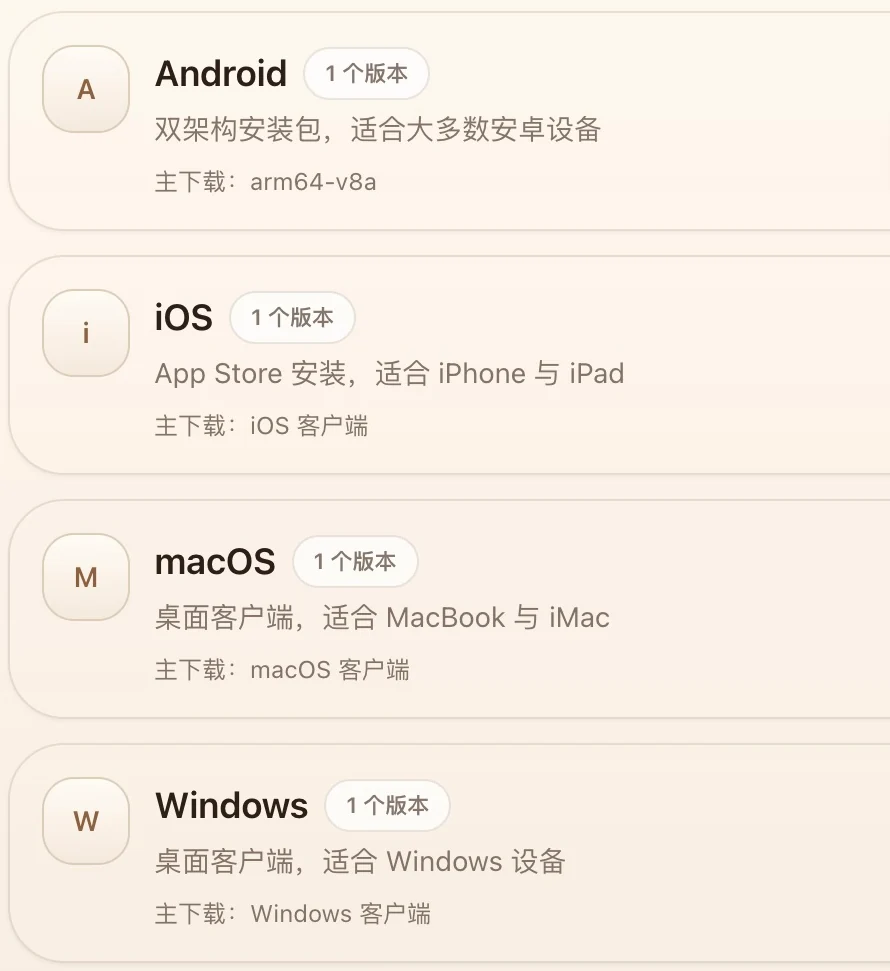 A
Android 1 个版本
双架构安装包，适合大多数安卓设备
主下载：arm64-v8a
i
iOS 1 个版本
App Store 安装，适合 iPhone 与 iPad
主下载：iOS 客户端
M
macOS 1 个版本
桌面客户端，适合 MacBook 与 iMac
主下载：macOS 客户端
W
Windows 1 个版本
桌面客户端，适合 Windows 设备
主下载：Windows 客户端